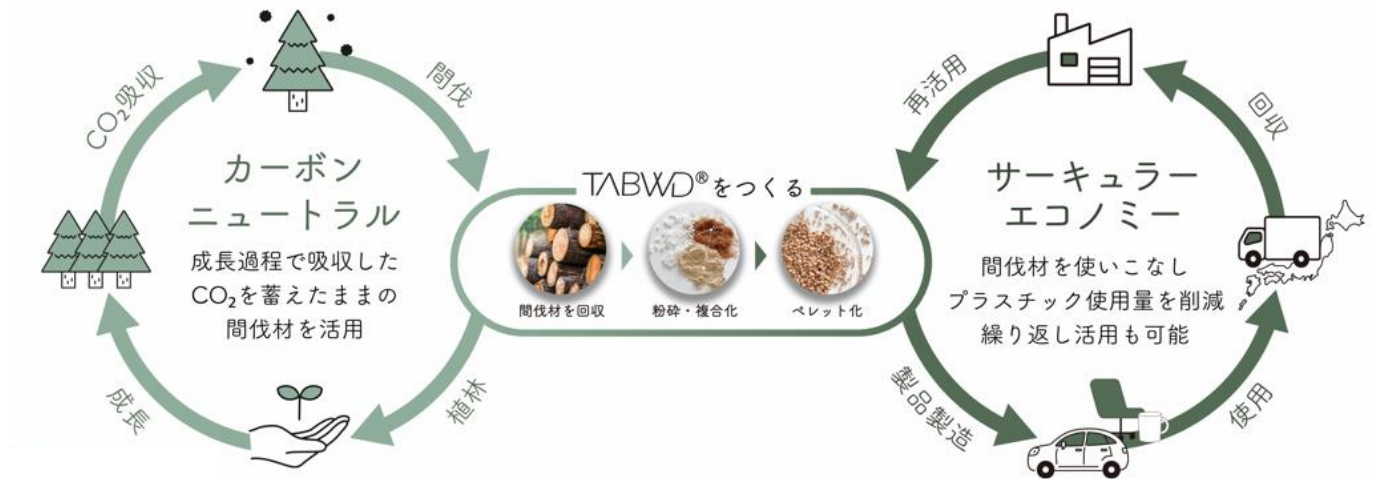 CO₂吸収
間伐
カーボン
ニュートラル
成長過程で吸収した
CO₂を蓄えたままの
間伐材を活用
成長
植林
TABWD®をつくる
間伐材を回収
粉砕・複合化
ペレット化
再活用
回収
サーキュラー
エコノミー
間伐材を使いこなし
プラスチック使用量を削減
繰り返し活用も可能
製品製造
使用